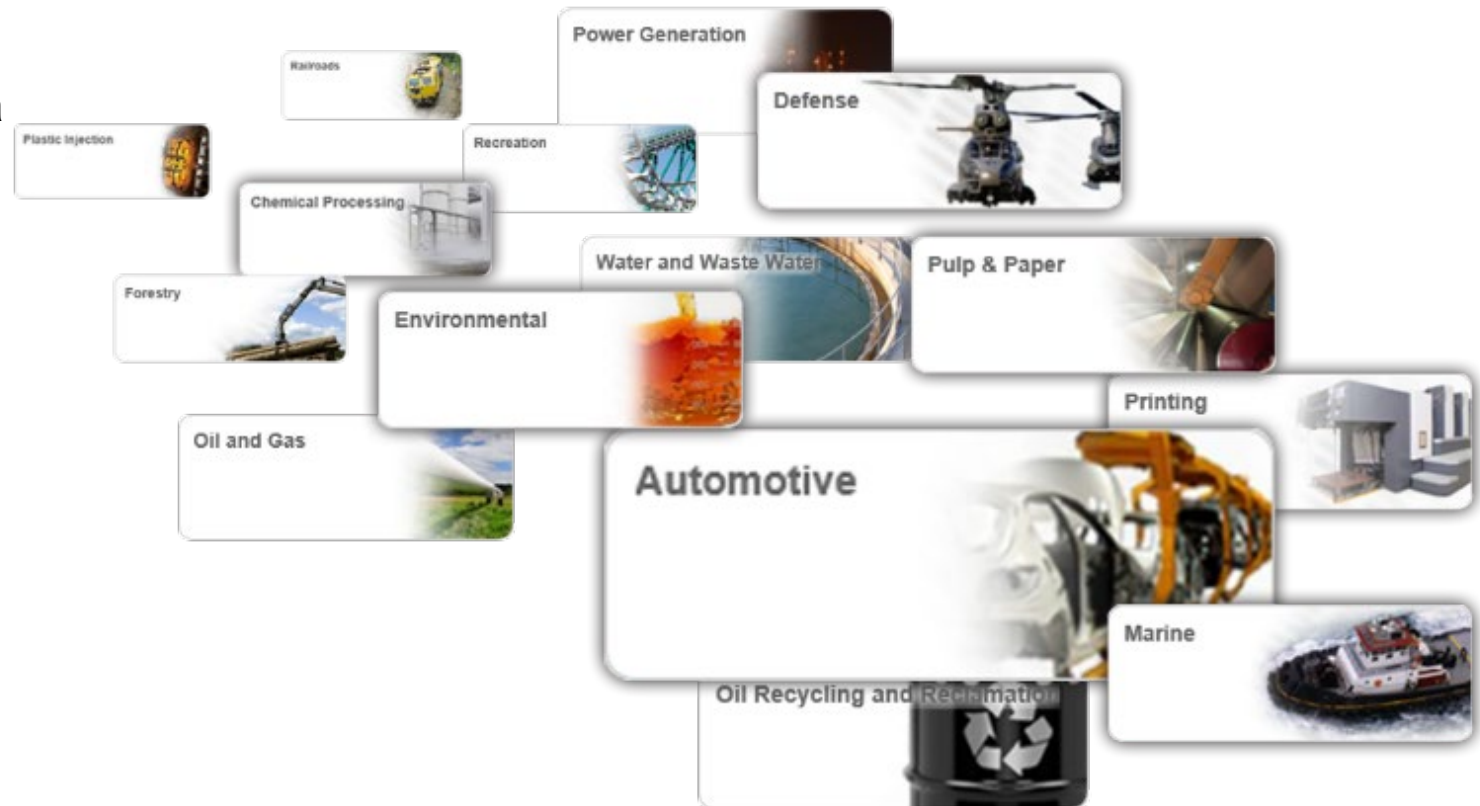 Power Generation
Railroads
Defense
Plastic Injection
Recreation
Chemical Processing
Water and Waste Water
Pulp & Paper
Forestry
Environmental
Printing
Oil and Gas
Automotive
Marine
Oil Recycling and Reclamation